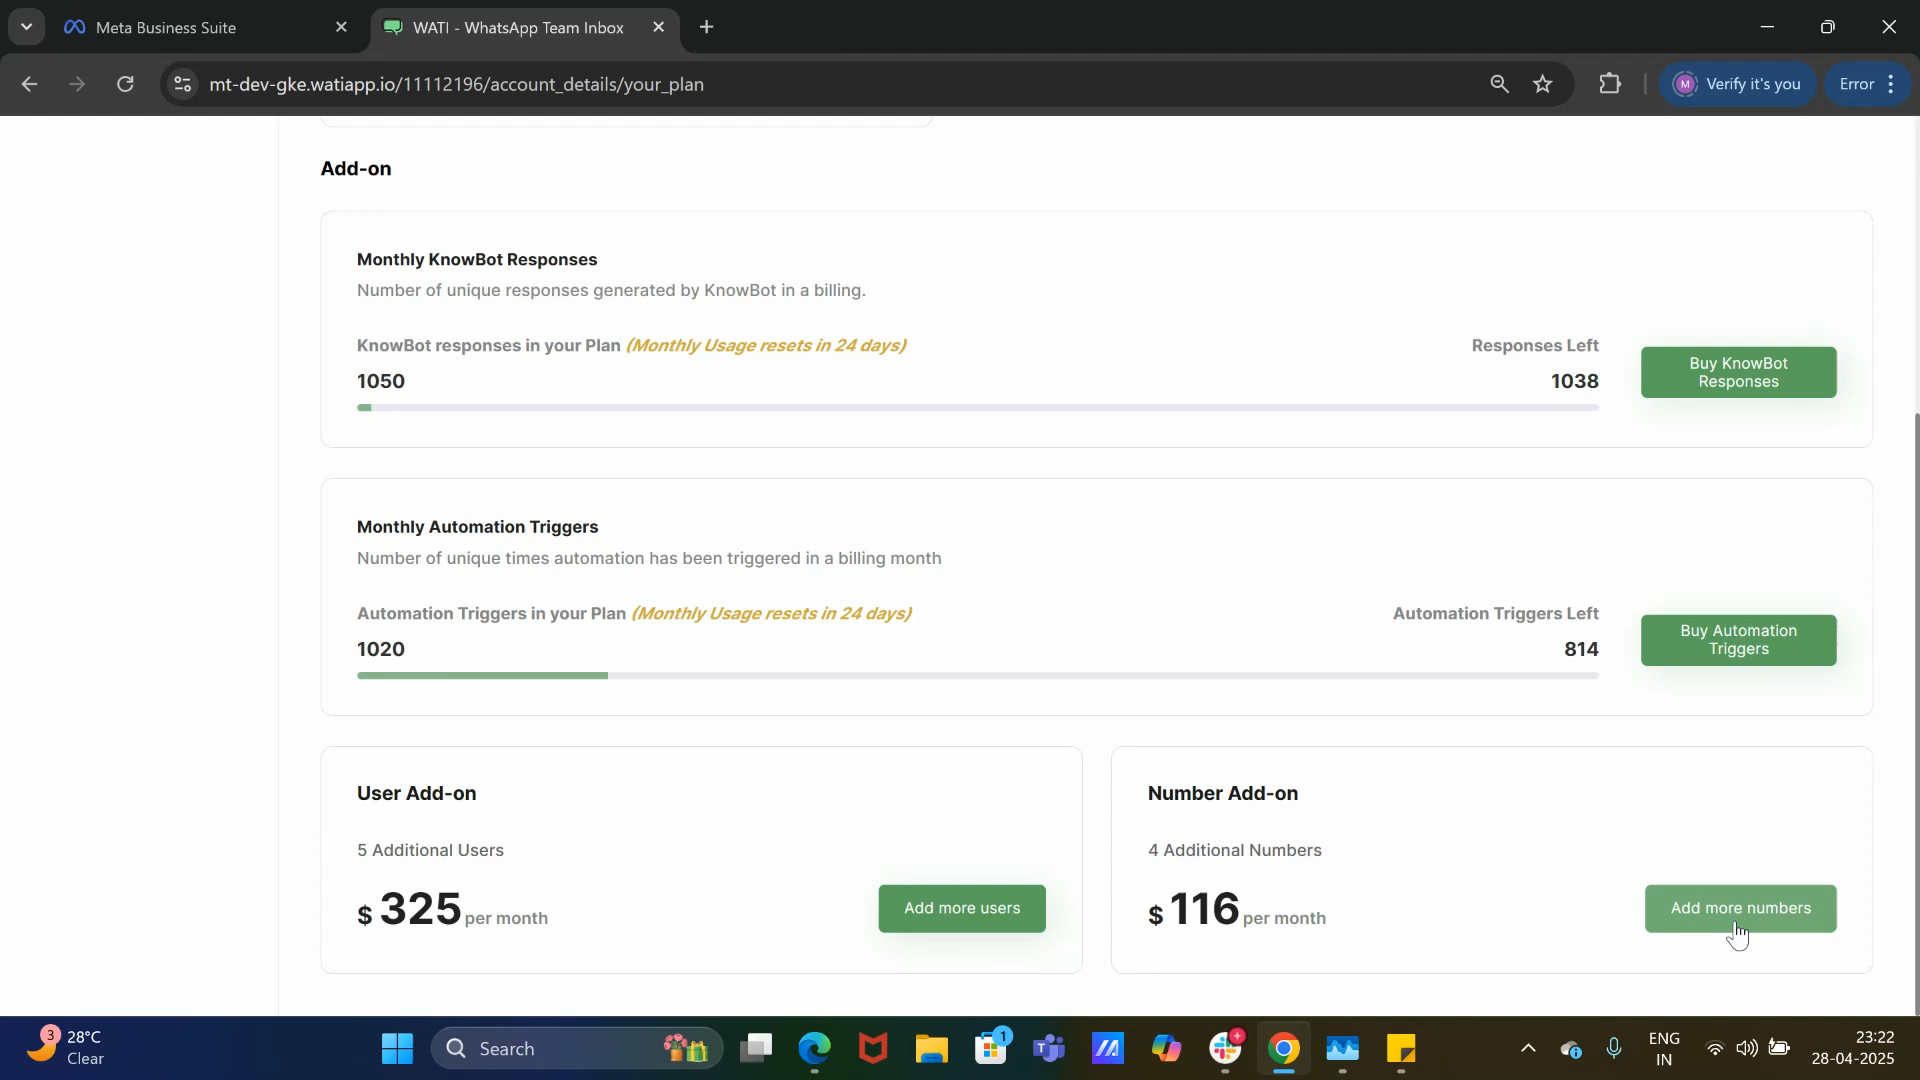 Meta Business Suite
WATI - WhatsApp Team Inbox
mt-dev-gke.watiapp.io/11112196/account_details/your_plan
M
Verify it's you
Error
Add-on
Monthly KnowBot Responses
Number of unique responses generated by KnowBot in a billing.
KnowBot responses in your Plan (Monthly Usage resets in 24 days)
Responses Left
1050
1038
Buy KnowBot
Responses
Monthly Automation Triggers
Number of unique times automation has been triggered in a billing month
Automation Triggers in your Plan (Monthly Usage resets in 24 days)
Automation Triggers Left
1020
814
Buy Automation
Triggers
User Add-on
5 Additional Users
$ 325 per month
Add more users
Number Add-on
4 Additional Numbers
$ 116 per month
Add more numbers
3
28°C
Clear
Search
1
ENG
IN
23:22
28-04-2025